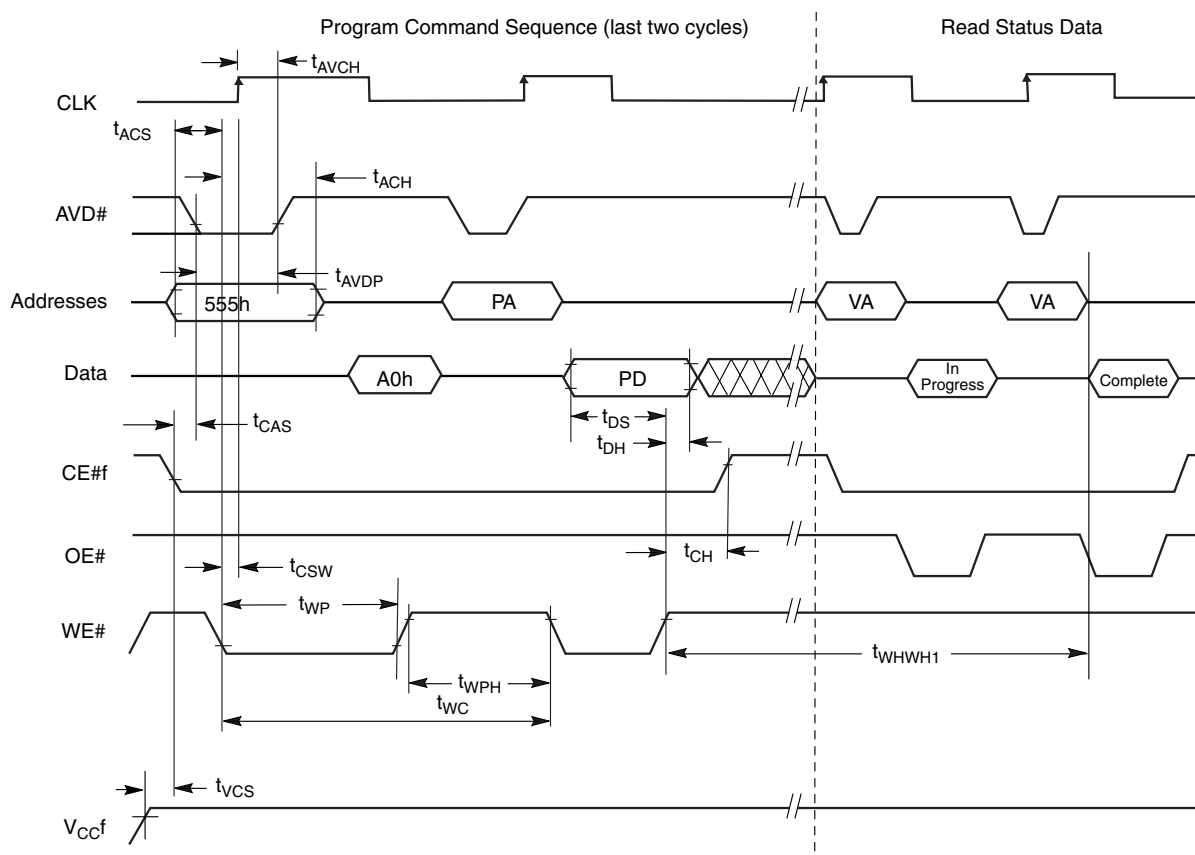 Program Command Sequence (last two cycles)
Read Status Data
tAVCH
CLK
tACS
tACH
AVD#
tAVDP
Addresses
555h
PA
VA
VA
Data
A0h
PD
In
Progress
Complete
tCAS
tDS
tDH
CE#f
OE#
tCSW
tCH
tWP
WE#
tWHWH1
tWPH
tWC
tVCS
VCCf